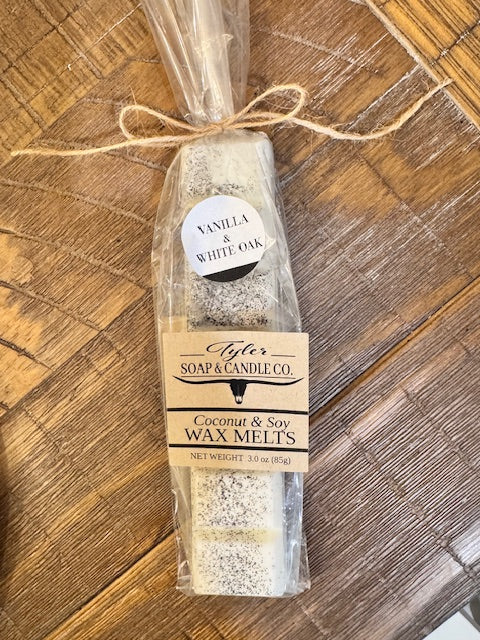 VANILLA
&
WHITE OAK
Tyler
SOAP & CANDLE CO.
Coconut & Soy
WAX MELTS
NET WEIGHT 3.0 oz (85g)